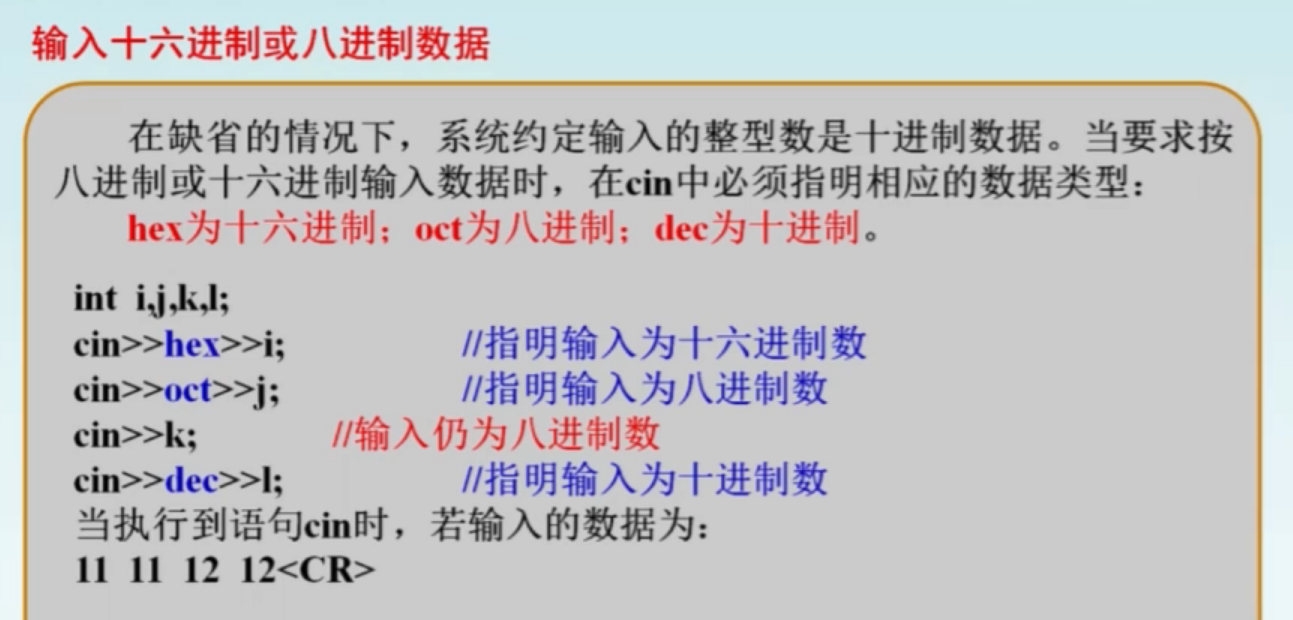 输入十六进制或八进制数据
在缺省的情况下，系统约定输入的整型数是十进制数据。当要求按
八进制或十六进制输入数据时，在cin中必须指明相应的数据类型：
hex为十六进制；oct为八进制；dec为十进制。
int i,j,k,l;
cin>>hex>>i; //指明输入为十六进制数
cin>>oct>>j; //指明输入为八进制数
cin>>k; //输入仍为八进制数
cin>>dec>>l; //指明输入为十进制数
当执行到语句cin时，若输入的数据为：
11 11 12 12<CR>